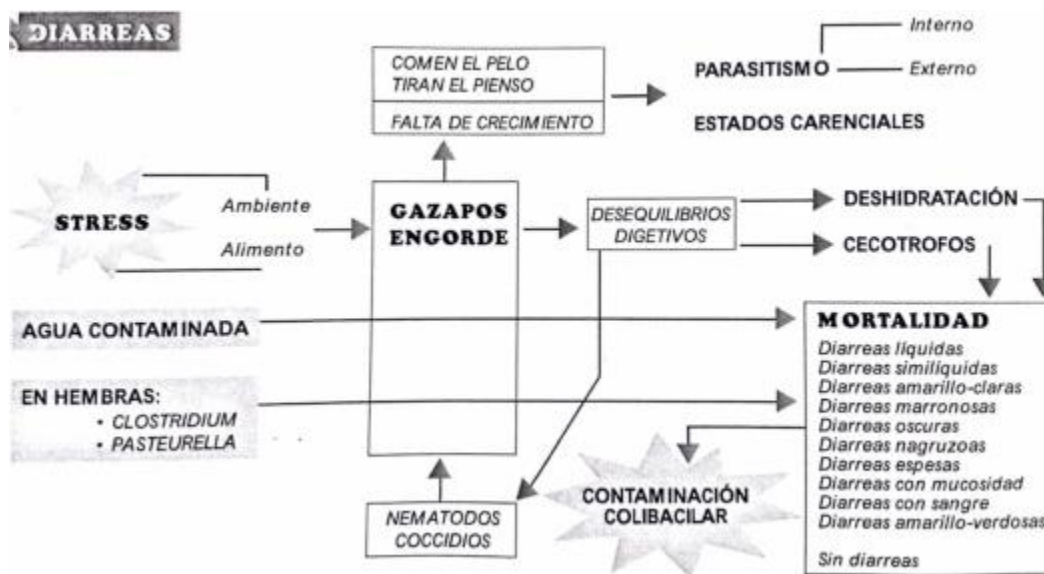 DIARREAS
COMEN EL PELO
TIRAN EL PIENSO
FALTA DE CRECIMIENTO
PARASITISMO
Interno
Externo
ESTADOS CARENCIALES
STRESS
Ambiente
Alimento
GAZAPOS
ENGORDE
DESEQUILIBRIOS
DIGETIVOS
DESHIDRATACIÓN
CECOTROFOS
AGUA CONTAMINADA
EN HEMBRAS:
• CLOSTRIDIUM
• PASTEURELLA
NEMATODOS
COCCIDIOS
CONTAMINACIÓN
COLIBACILAR
MORTALIDAD
Diarreas líquidas
Diarreas similíquidas
Diarreas amarillo-claras
Diarreas marronosas
Diarreas oscuras
Diarreas nagruzoas
Diarreas espesas
Diarreas con mucosidad
Diarreas con sangre
Diarreas amarillo-verdosas
Sin diarreas